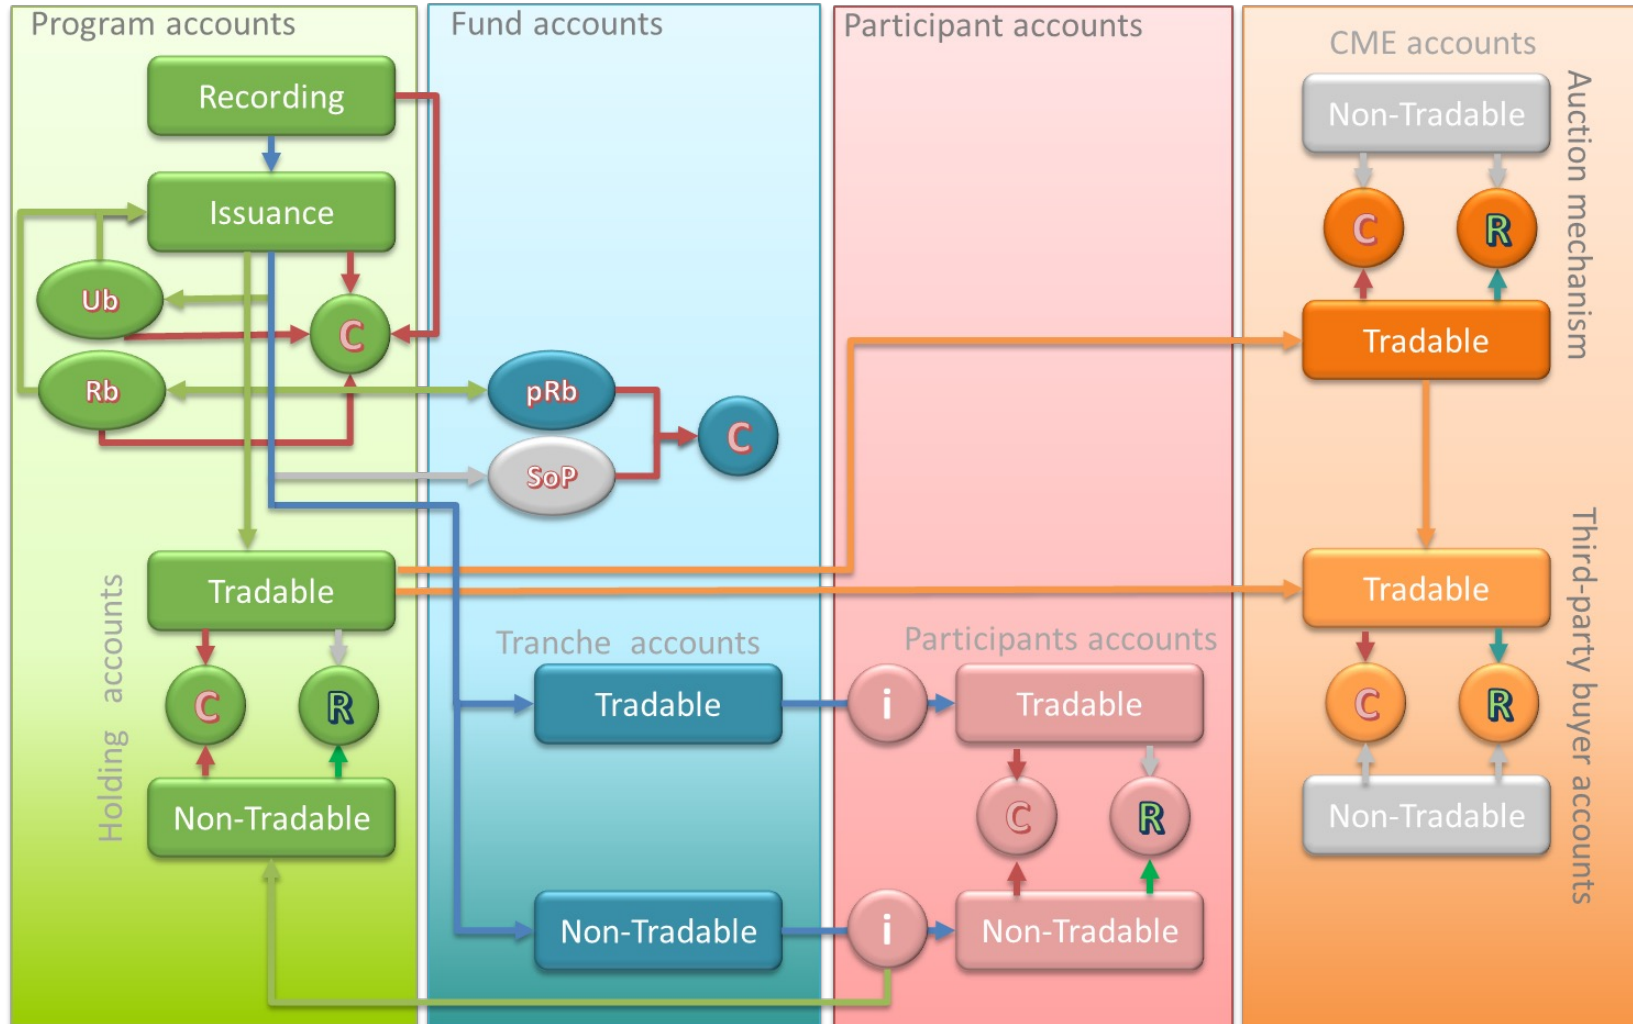 Program accounts
Recording
Issuance
Ub
C
Rb
Tradable
C
R
Non-Tradable
Holding accounts
Fund accounts
pRb
SoP
C
Tranche accounts
Tradable
Non-Tradable
Participant accounts
Participants accounts
i
Tradable
C
R
i
Non-Tradable
CME accounts
Non-Tradable
C
R
Tradable
Auction mechanism
Tradable
C
R
Non-Tradable
Third-party buyer accounts